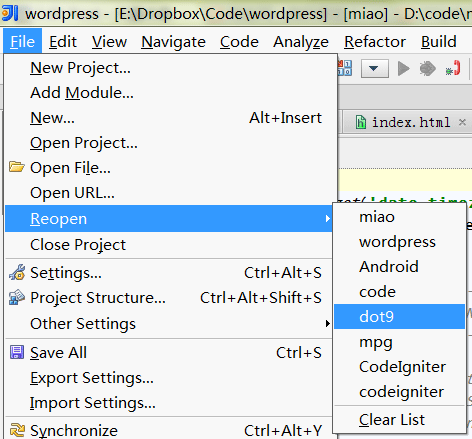 wordpress - [E:\Dropbox\Code\wordpress] - [miao] - D:\code\
File Edit View Navigate Code Analyze Refactor Build
New Project...
Add Module...
New... Alt+Insert
index.html
Open Project...
Open File...
Open URL...
Reopen
miao
Close Project
wordpress
Settings... Ctrl+Alt+S
Android
Project Structure... Ctrl+Alt+Shift+S
code
Other Settings
dot9
Save All Ctrl+S
mpg
Export Settings...
CodeIgniter
Import Settings...
codeigniter
Synchronize Ctrl+Alt+Y
Clear List